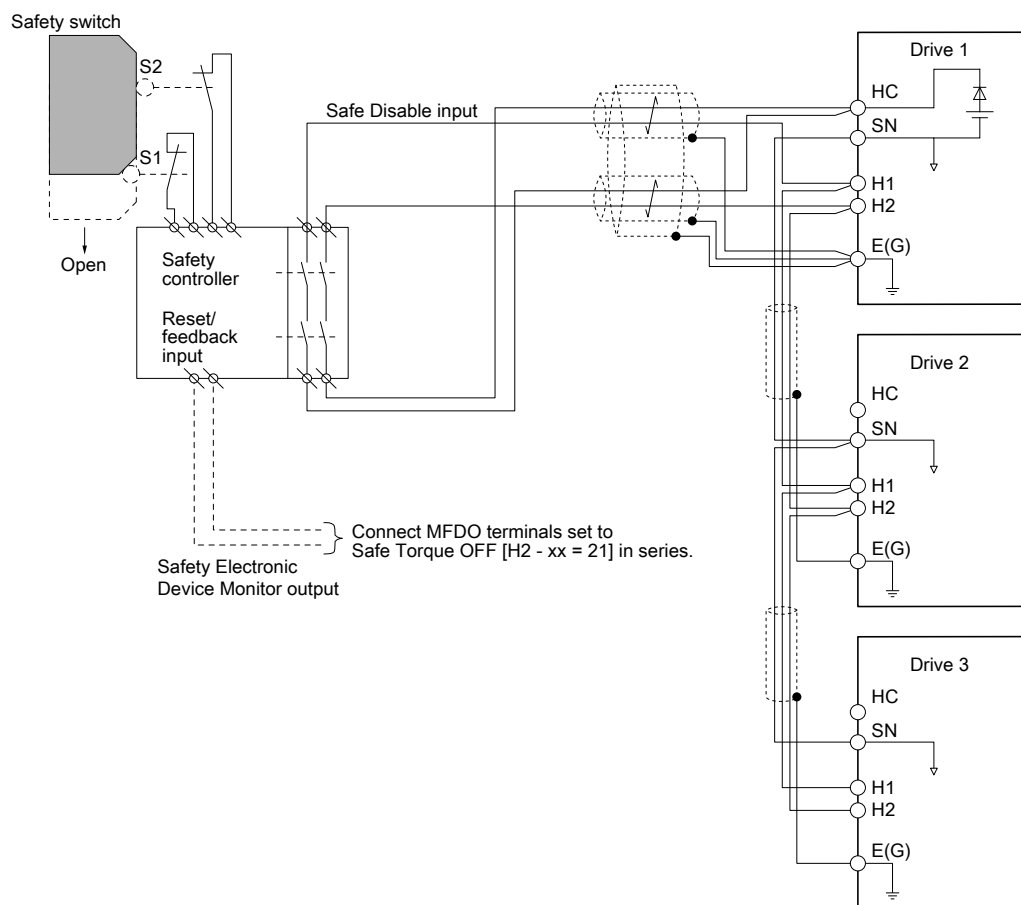 Safety switch
S2
S1
Open
Safety
controller
Reset/
feedback
input
Safe Disable input
Connect MFDO terminals set to
Safe Torque OFF [H2 - xx = 21] in series.
Safety Electronic
Device Monitor output
Drive 1
HC
SN
H1
H2
E(G)
Drive 2
HC
SN
H1
H2
E(G)
Drive 3
HC
SN
H1
H2
E(G)